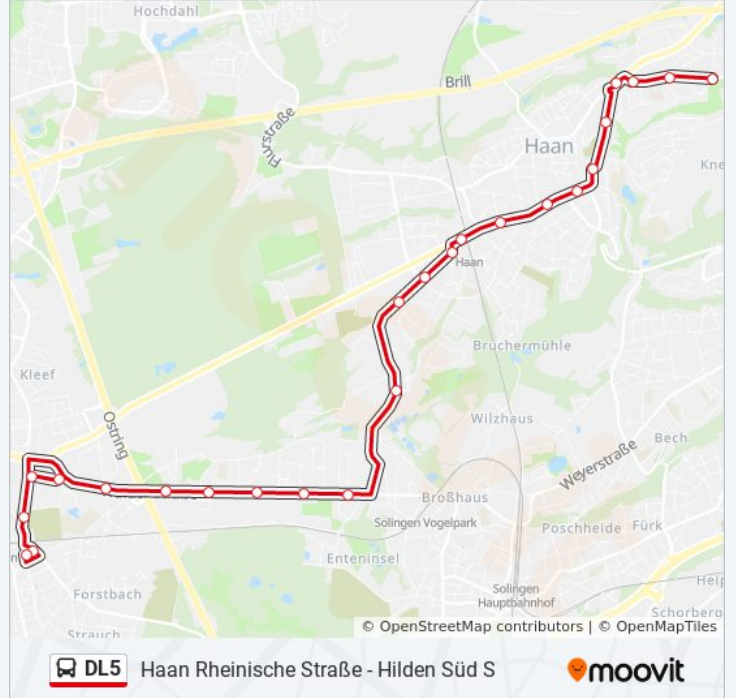 Hochdahl
Brill
Flurstraße
Haan
Kne
Haan
Bruchermühle
Kleef
Ostring
Wilzhaus
Bech
Weyerstraße
Broßhaus
Solingen Vogelpark
Poschheide
Fürk
Enteninsel
Solingen
Hauptbahnhof
Help
Forstbach
Schorberg
Strauch
© OpenStreetMap contributors | © OpenMapTiles
DL5 Haan Rheinische Straße - Hilden Süd S
moovit